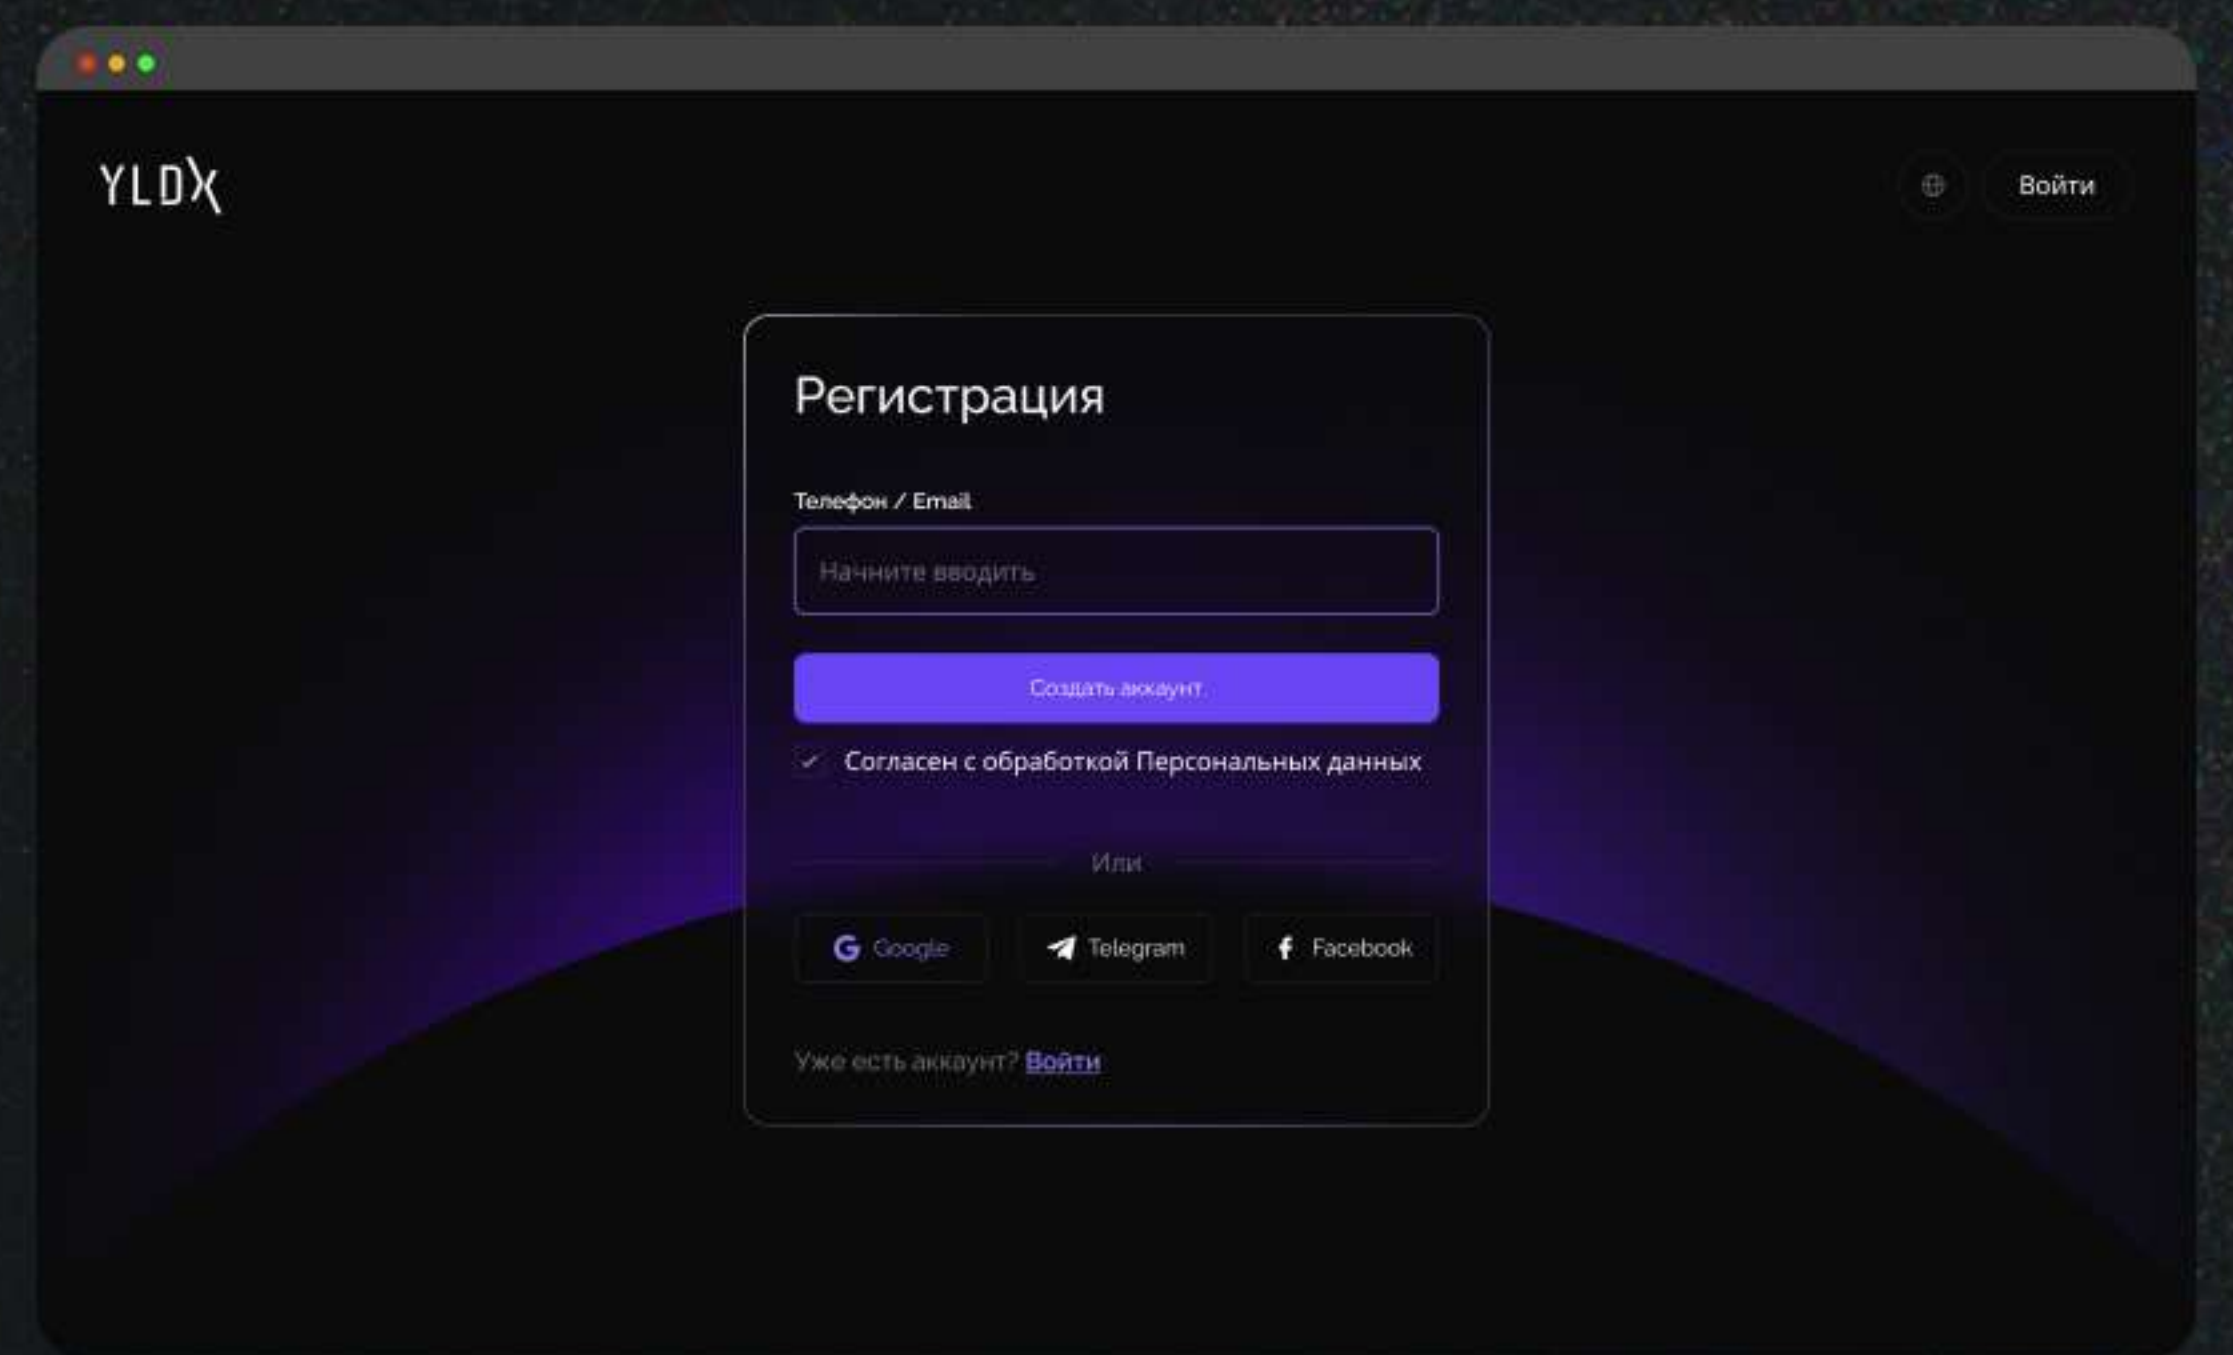 YLDX
Войти
Регистрация
Телефон / Email
Начните вводить
Создать аккаунт.
Согласен с обработкой Персональных данных
Или
Google
Telegram
Facebook
Уже есть аккаунт? Войти